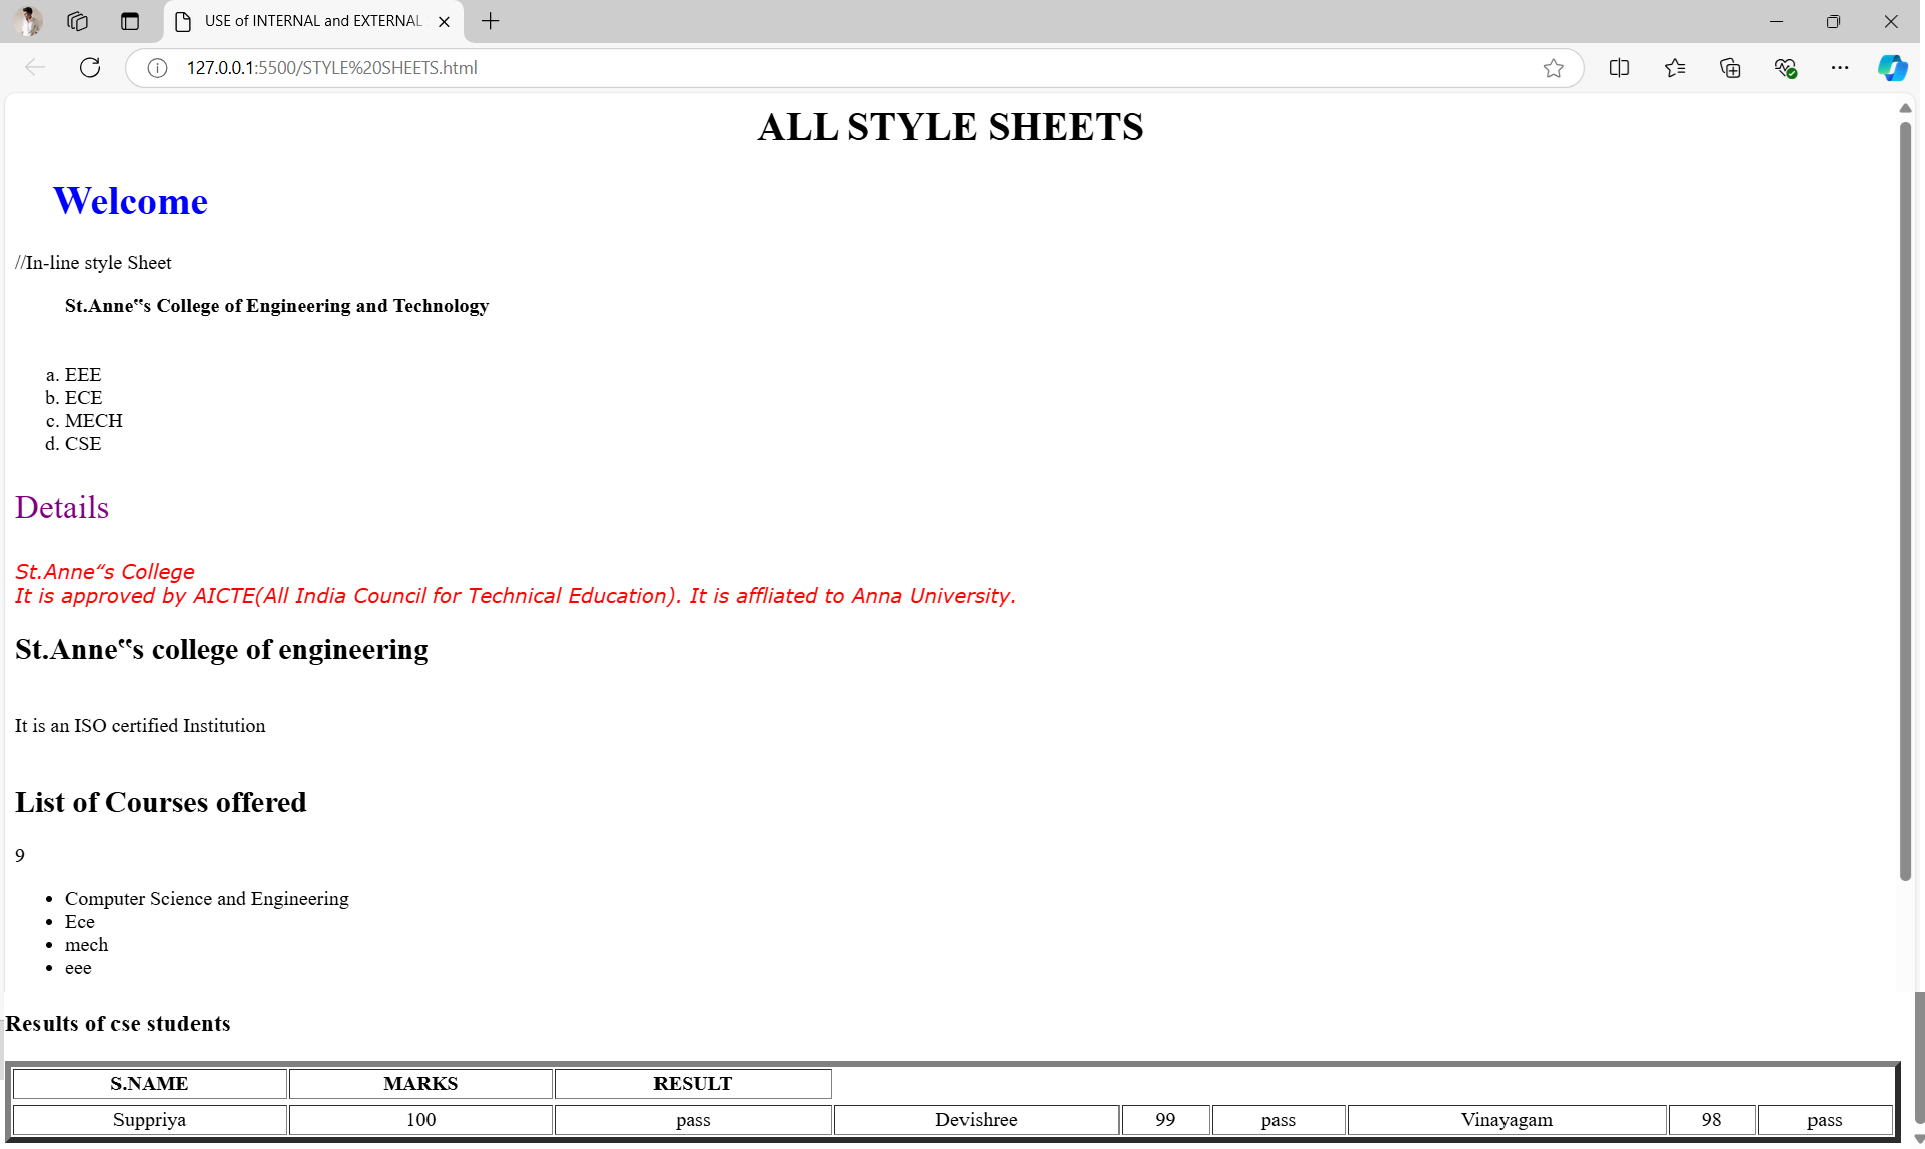 USE of INTERNAL and EXTERNAL
127.0.0.1:5500/STYLE%20SHEETS.html
ALL STYLE SHEETS
Welcome
//In-line style Sheet
St.Anne‟s College of Engineering and Technology
a. EEE
b. ECE
c. MECH
d. CSE
Details
St.Anne‟s College
It is approved by AICTE(All India Council for Technical Education). It is affliated to Anna University.
St.Anne‟s college of engineering
It is an ISO certified Institution
List of Courses offered
9
• Computer Science and Engineering
• Ece
• mech
• eee
Results of cse students
S.NAME MARKS RESULT
Suppriya 100 pass Devishree 99 pass Vinayagam 98 pass